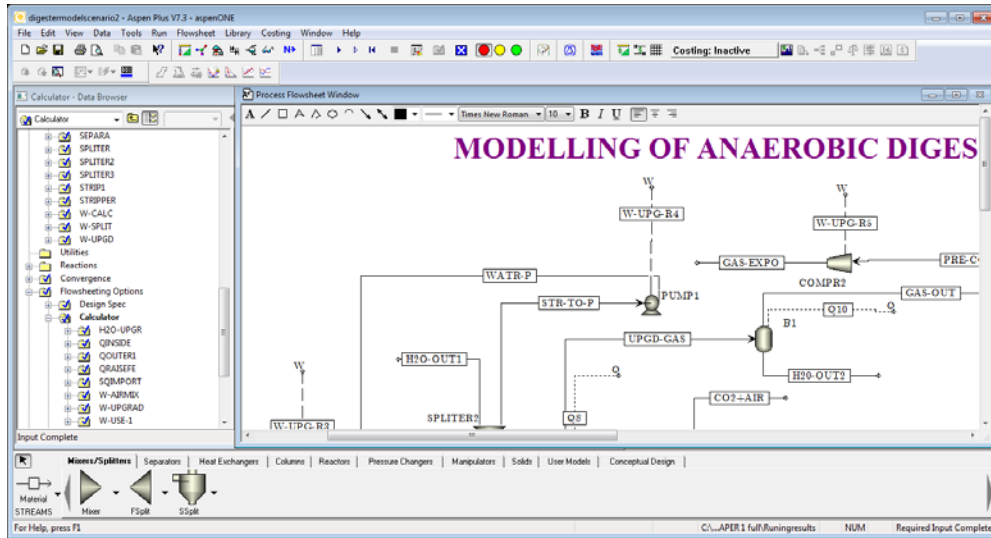 digestermodelscenario2 - Aspen Plus V7.3 - aspenONE
File Edit View Data Tools Run Flowsheet Library Costing Window Help
N▶ Costing: Inactive
Calculator - Data Browser
Process Flowsheet Window
Calculator
A Times New Roman 10 B I U
SEPARA
SPLITER
SPLITER2
SPLITER3
STRIP1
STRIPPER
W-CALC
W-SPLIT
W-UPGD
Utilities
Reactions
Convergence
Flowsheeting Options
Design Spec
Calculator
H2O-UPGR
QINSIDE
QOUTER1
QRAISEFE
SQIMPORT
W-AIRMIX
W-UPGRAD
W-USE-1
Input Complete
MODELLING OF ANAEROBIC DIGES
W
W
W-UPG-R4
W-UPG-R5
GAS-EXPO
PRE-C
COMPR2
WATR-P
GAS-OUT
STR-TO-P
PUMP1
Q10
Q
B1
UPGD-GAS
H2O-OUT1
Q
H20-OUT2
W
CO2+AIR
SPLITER2
Q8
W-UPG-R3
Mixers/Splitters Separators Heat Exchangers Columns Reactors Pressure Changers Manipulators Solids User Models Conceptual Design
Material
STREAMS Mixer FSplit SSplit
For Help, press F1 C:\...APER 1 full\Runingresults NUM Required Input Complete